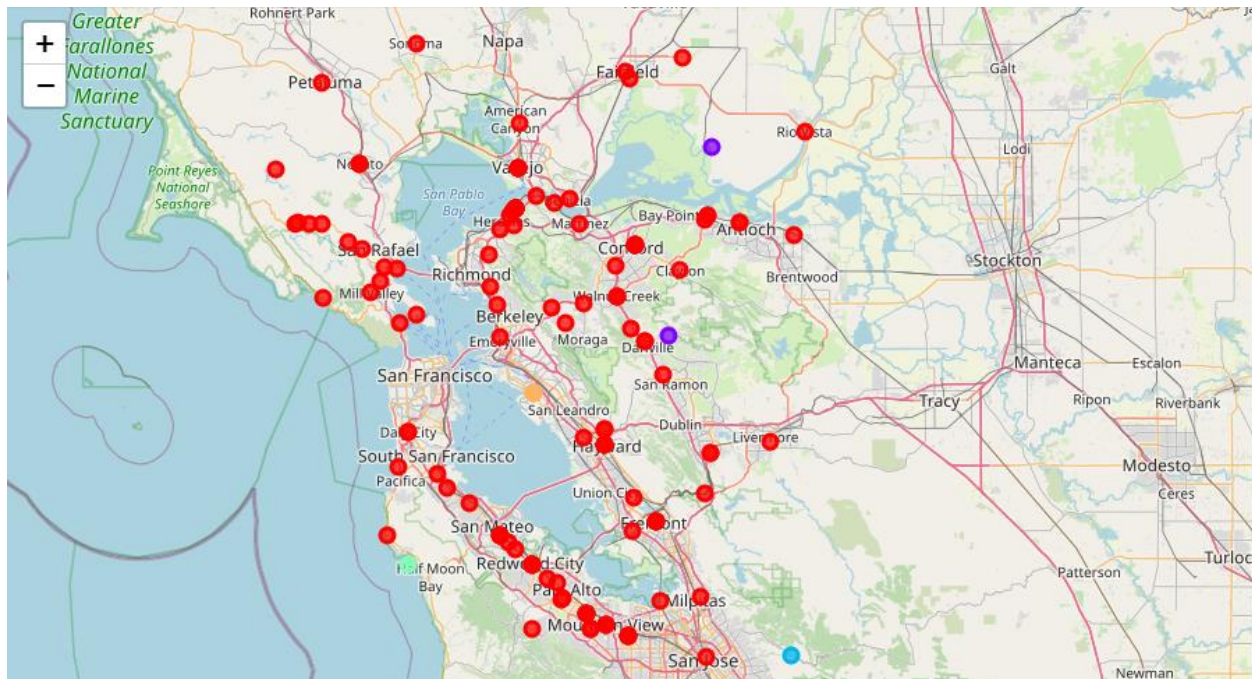 Rohnert Park
Greater
Farallones
National
Marine
Sanctuary
+
−
Sonoma
Napa
Petaluma
Fairfield
Galt
American
Canyon
Rio Vista
Lodi
Point Reyes
National
Seashore
Vallejo
San Pablo
Bay
Bay Point
Antioch
Martinez
San Rafael
Concord
Stockton
Richmond
Clayton
Brentwood
Mill Valley
Walnut Creek
Berkeley
Emeryville
Moraga
Danville
Manteca
Escalon
San Francisco
San Ramon
Tracy
Ripon
Riverbank
San Leandro
Dublin
Livermore
Daly City
Hayward
South San Francisco
Pacifica
Modesto
Ceres
Union City
San Mateo
Fremont
Turloc
Redwood City
Half Moon
Bay
Patterson
Palo Alto
Milpitas
Mountain View
San Jose
Newman